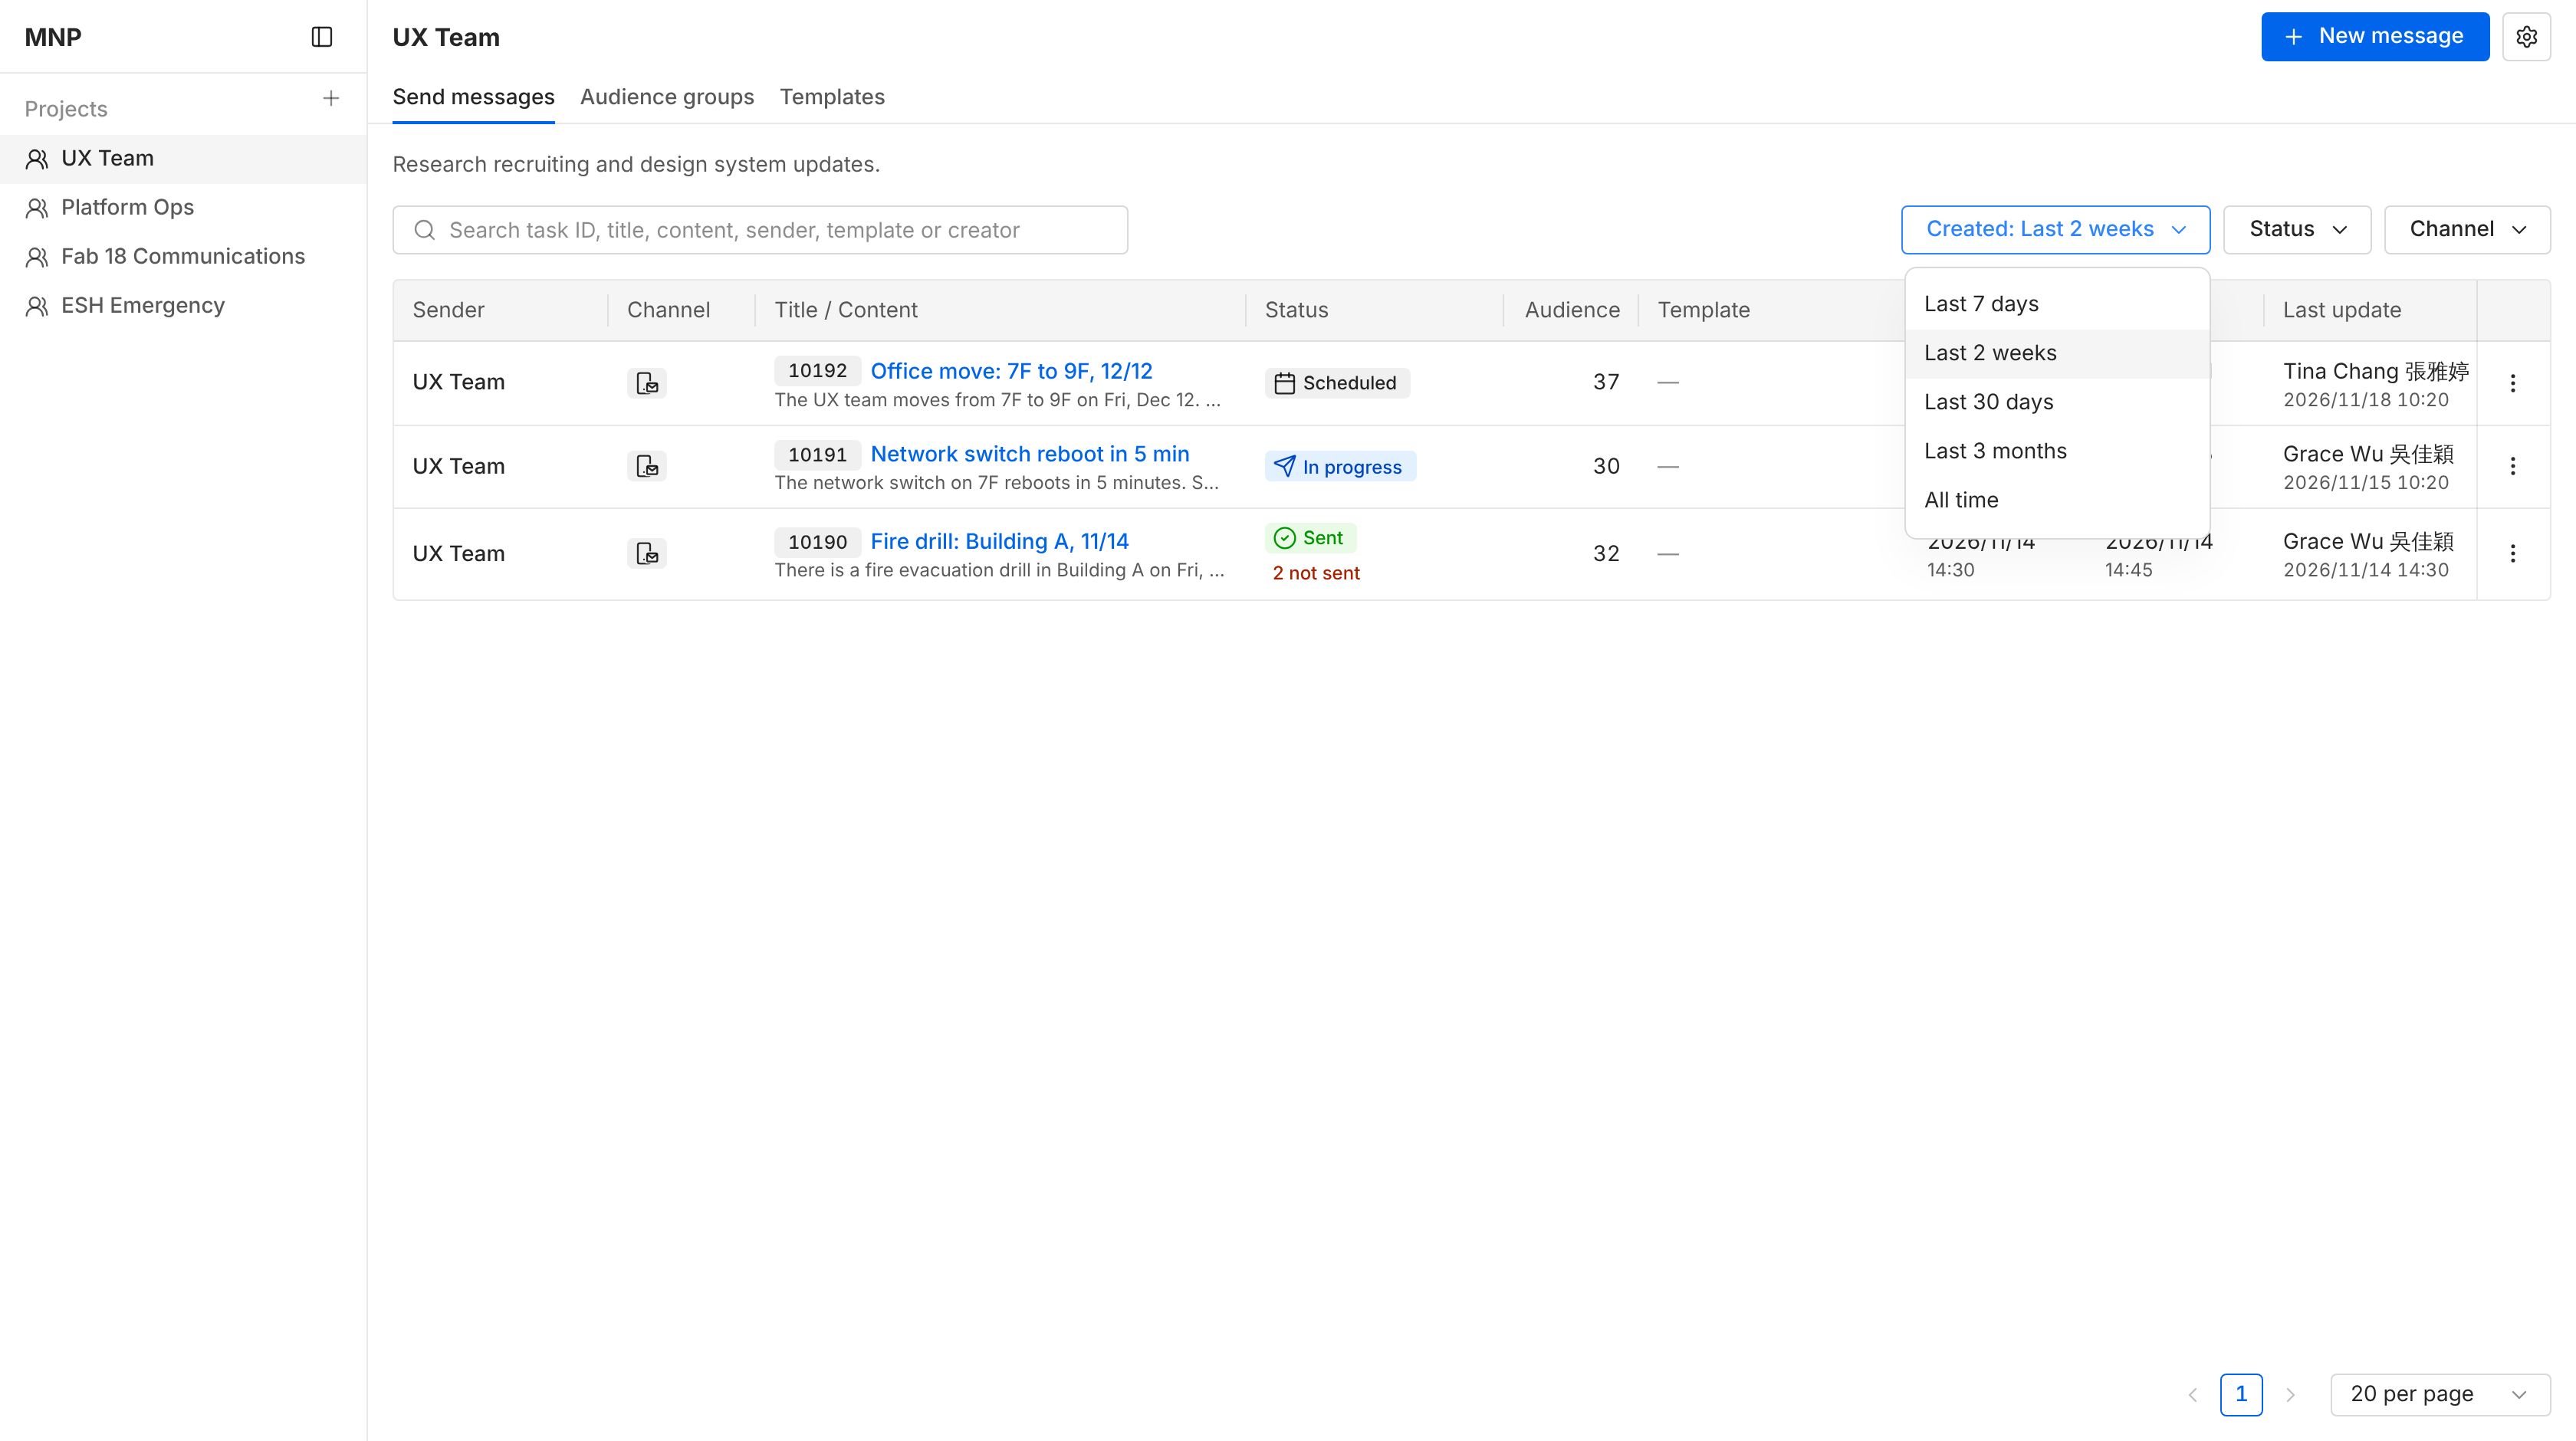 MNP
Projects
UX Team
Platform Ops
Fab 18 Communications
ESH Emergency
UX Team
New message
Send messages
Audience groups
Templates
Research recruiting and design system updates.
Search task ID, title, content, sender, template or creator
Created: Last 2 weeks
Status
Channel
Last 7 days
Last 2 weeks
Last 30 days
Last 3 months
All time
Sender
Channel
Title / Content
Status
Audience
Template
Last update
UX Team
10192 Office move: 7F to 9F, 12/12
The UX team moves from 7F to 9F on Fri, Dec 12. ...
Scheduled
37
—
Tina Chang 張雅婷
2026/11/18 10:20
UX Team
10191 Network switch reboot in 5 min
The network switch on 7F reboots in 5 minutes. S...
In progress
30
—
Grace Wu 吳佳穎
2026/11/15 10:20
UX Team
10190 Fire drill: Building A, 11/14
There is a fire evacuation drill in Building A on Fri, ...
Sent
2 not sent
32
—
2026/11/14
14:30
2026/11/14
14:45
Grace Wu 吳佳穎
2026/11/14 14:30
1
20 per page